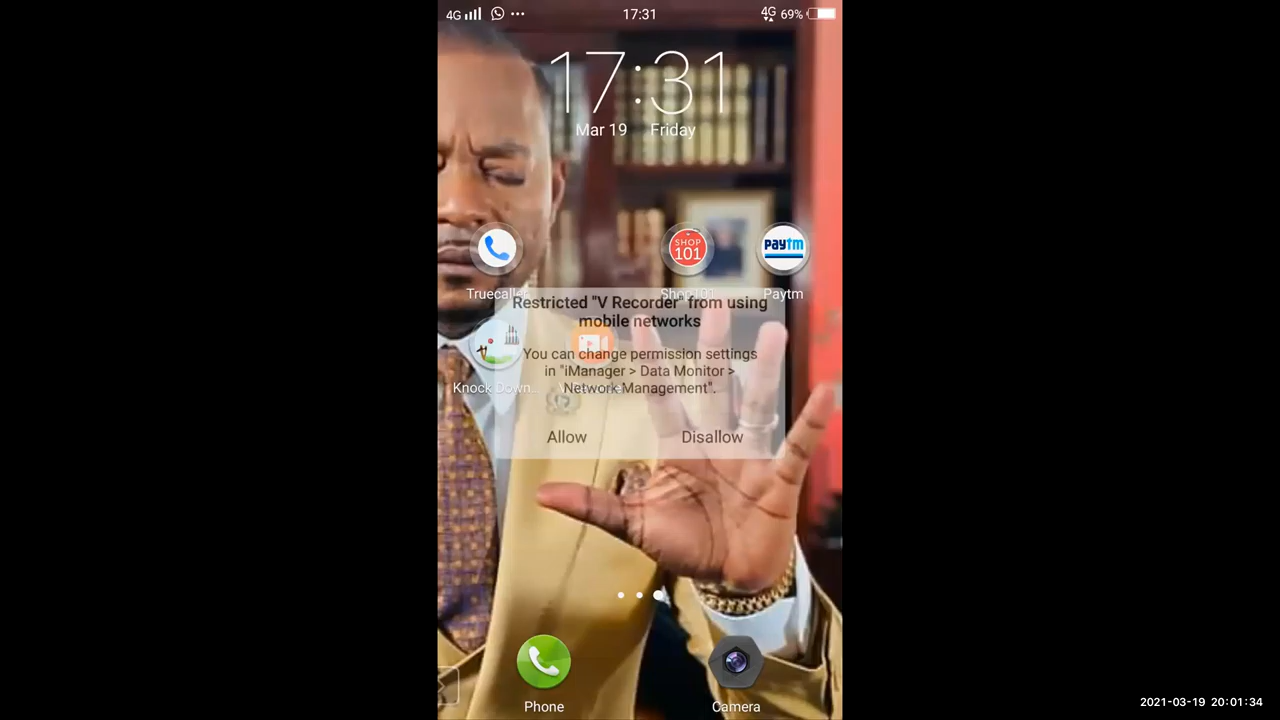 4G 17:31 4G 69%
17:31
Mar 19 Friday
SHOP 101
paytm
Truecaller Shop101 Paytm
Restricted "V Recorder" from using
mobile networks
You can change permission settings
in "iManager > Data Monitor >
Network Management".
Knock Down..
Allow Disallow
Phone Camera
2021-03-19 20:01:34